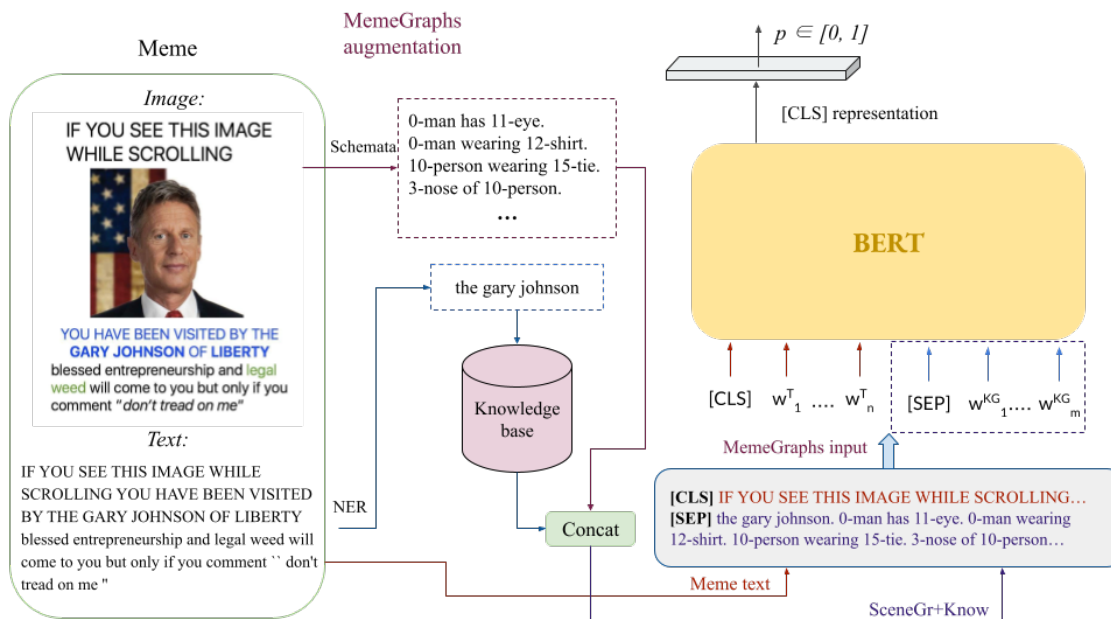 Meme
Image:
IF YOU SEE THIS IMAGE
WHILE SCROLLING
YOU HAVE BEEN VISITED BY THE
GARY JOHNSON OF LIBERTY
blessed entrepreneurship and legal
weed will come to you but only if you
comment "don't tread on me"
Text:
IF YOU SEE THIS IMAGE WHILE
SCROLLING YOU HAVE BEEN VISITED
BY THE GARY JOHNSON OF LIBERTY
blessed entrepreneurship and legal weed will
come to you but only if you comment `` don't
tread on me "
MemeGraphs
augmentation
Schemata
0-man has 11-eye.
0-man wearing 12-shirt.
10-person wearing 15-tie.
3-nose of 10-person.
...
the gary johnson
NER
Knowledge
base
Concat
Meme text
SceneGr+Know
p ∈ [0, 1]
[CLS] representation
BERT
[CLS] w^T_1 .... w^T_n [SEP] w^KG_1.... w^KG_m
MemeGraphs input
[CLS] IF YOU SEE THIS IMAGE WHILE SCROLLING…
[SEP] the gary johnson. 0-man has 11-eye. 0-man wearing
12-shirt. 10-person wearing 15-tie. 3-nose of 10-person…